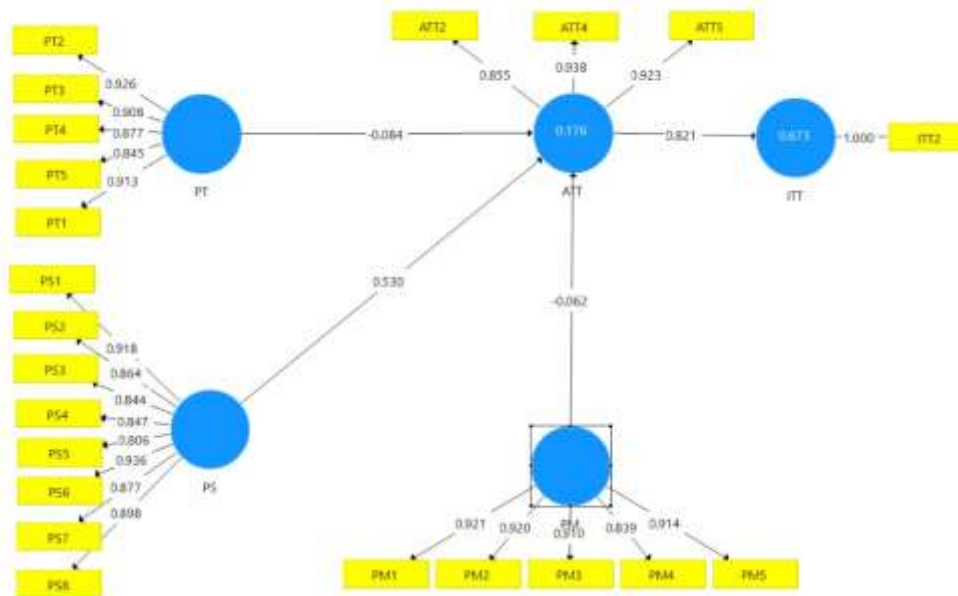 PT2
PT3
PT4
PT5
PT1
0.926
0.908
0.877
0.845
0.913
PT
-0.084
ATT2
ATT4
ATT5
0.855
0.938
0.923
0.176
ATT
0.821
0.673
ITT
1.000
ITT2
PS1
PS2
PS3
PS4
PS5
PS6
PS7
PS8
0.918
0.864
0.844
0.847
0.806
0.936
0.877
0.898
PS
0.530
-0.062
PM
0.921
0.920
0.910
0.839
0.914
PM1
PM2
PM3
PM4
PM5